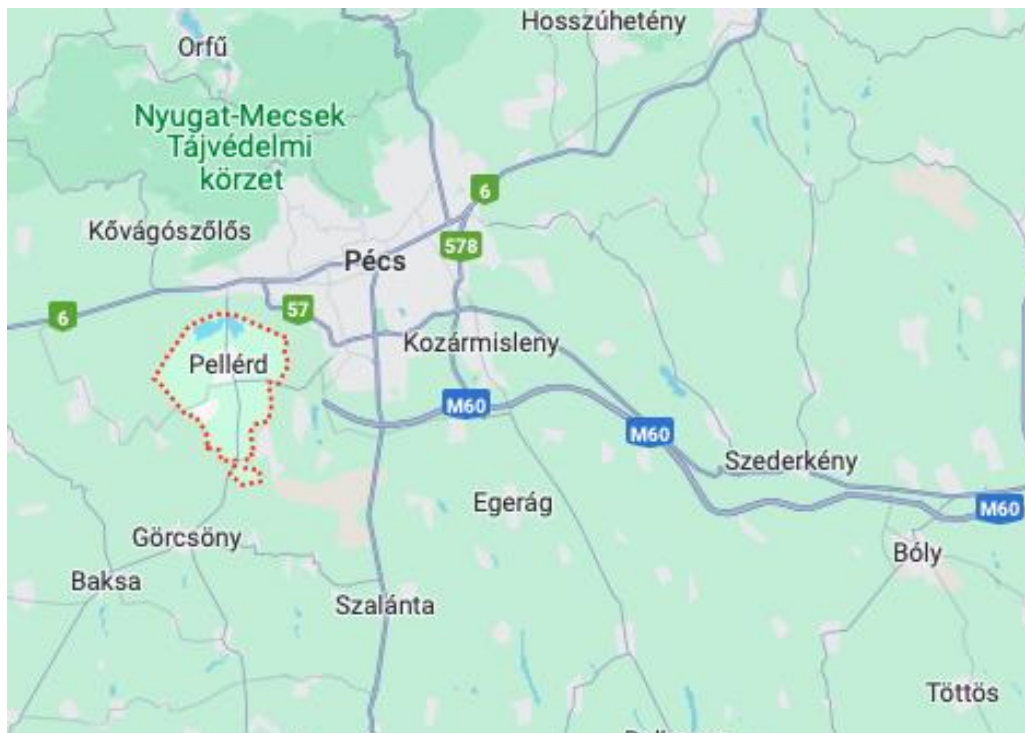 Hosszúhetény
Orfű
Nyugat-Mecsek
Tájvédelmi
körzet
6
Kővágószőlős
578
Pécs
57
6
Kozármisleny
Pellérd
M60
M60
Szederkény
Egerág
M60
Görcsöny
Bóly
Baksa
Szalánta
Töttös